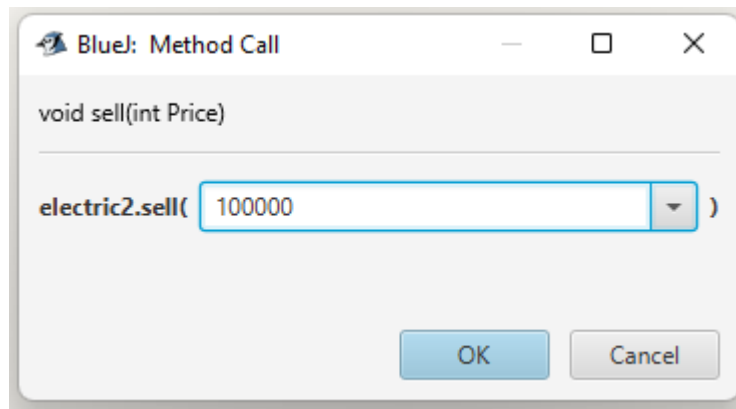 BlueJ: Method Call
void sell(int Price)
electric2.sell( 100000 )
OK Cancel